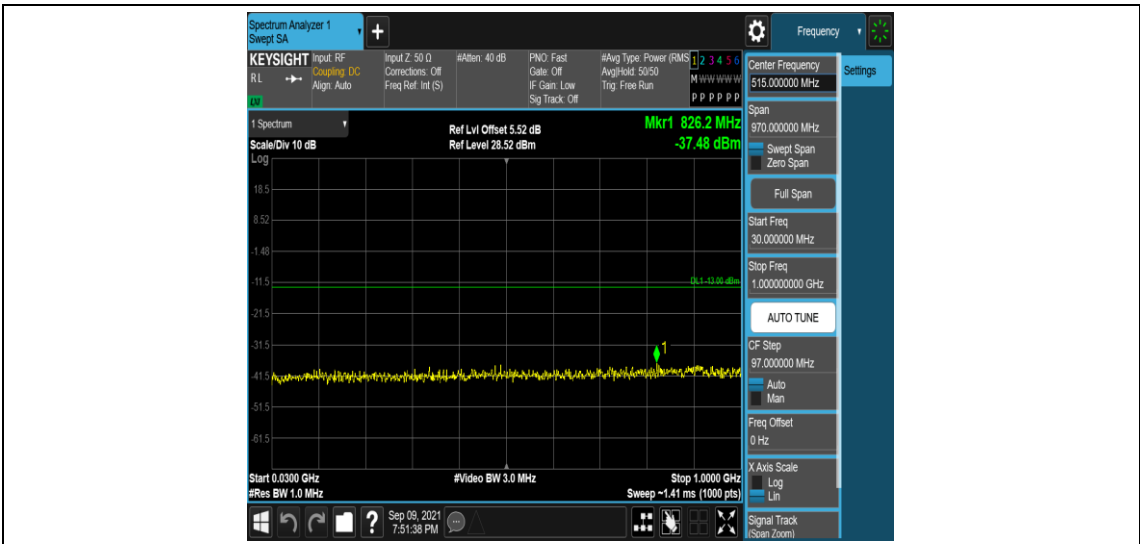 Spectrum Analyzer 1
Swept SA
+
Frequency
KEYSIGHT
RL
LXI
Input: RF
Coupling: DC
Align: Auto
Input Z: 50 Ω
Corrections: Off
Freq Ref: Int (S)
#Atten: 40 dB
PNO: Fast
Gate: Off
IF Gain: Low
Sig Track: Off
#Avg Type: Power (RMS
Avg|Hold: 50/50
Trig: Free Run
1 2 3 4 5 6
M W W W W W
P P P P P P
1 Spectrum
Scale/Div 10 dB
Ref Lvl Offset 5.52 dB
Ref Level 28.52 dBm
Mkr1 826.2 MHz
-37.48 dBm
Log
18.5
8.52
-1.48
-11.5
DL1 -13.00 dBm
-21.5
-31.5
1
-41.5
-51.5
-61.5
Start 0.0300 GHz
#Video BW 3.0 MHz
Stop 1.0000 GHz
#Res BW 1.0 MHz
Sweep ~1.41 ms (1000 pts)
?
Sep 09, 2021
7:51:38 PM
Center Frequency
515.000000 MHz
Settings
Span
970.000000 MHz
Swept Span
Zero Span
Full Span
Start Freq
30.000000 MHz
Stop Freq
1.000000000 GHz
AUTO TUNE
CF Step
97.000000 MHz
Auto
Man
Freq Offset
0 Hz
X Axis Scale
Log
Lin
Signal Track
(Span Zoom)